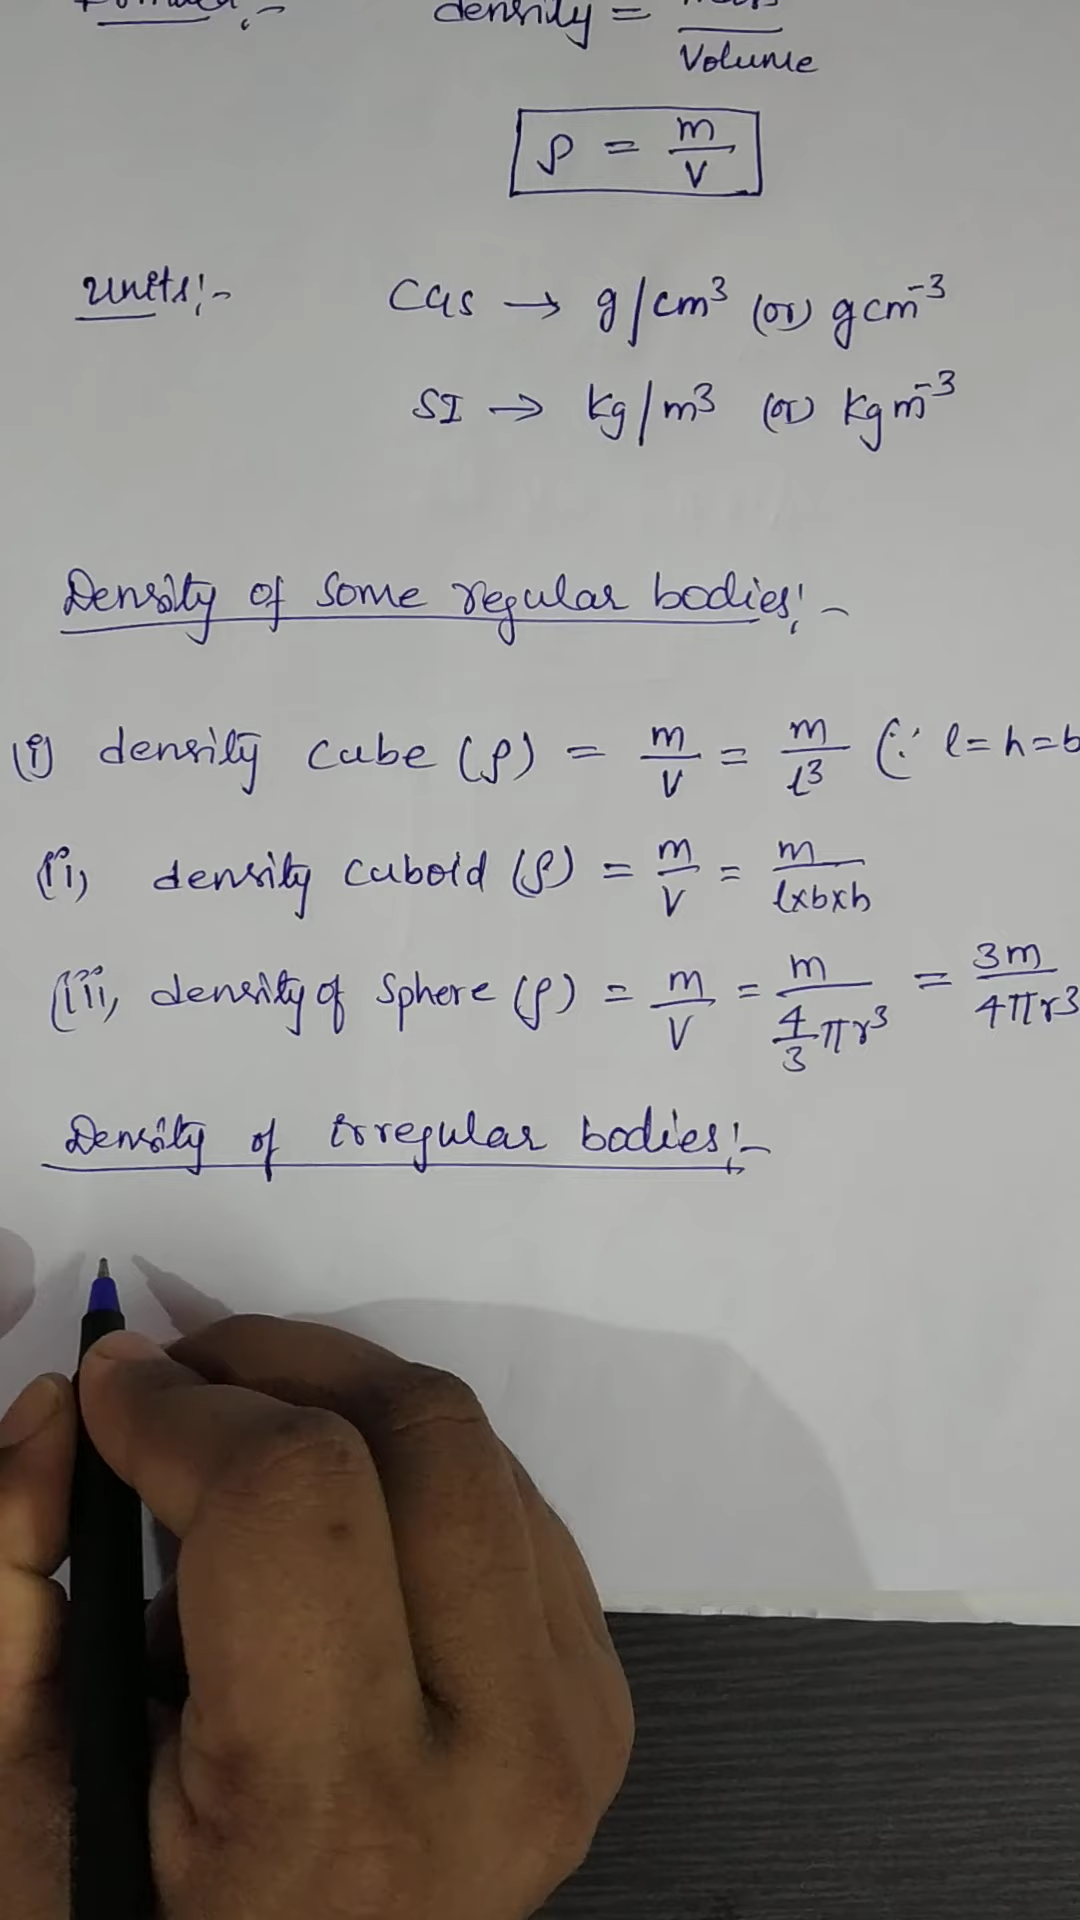 density =
Volume
ρ = m/V
Units:-
CGS → g/cm³ (or) gcm⁻³
SI → kg/m³ (or) kgm⁻³
Density of Some regular bodies:-
(i) density cube (ρ) = m/V = m/l³ (∵ l=h=b
(ii) density cuboid (ρ) = m/V = m/l×b×h
(iii) density of Sphere (ρ) = m/V = m/(4/3 πr³) = 3m/4πr³
Density of irregular bodies:-